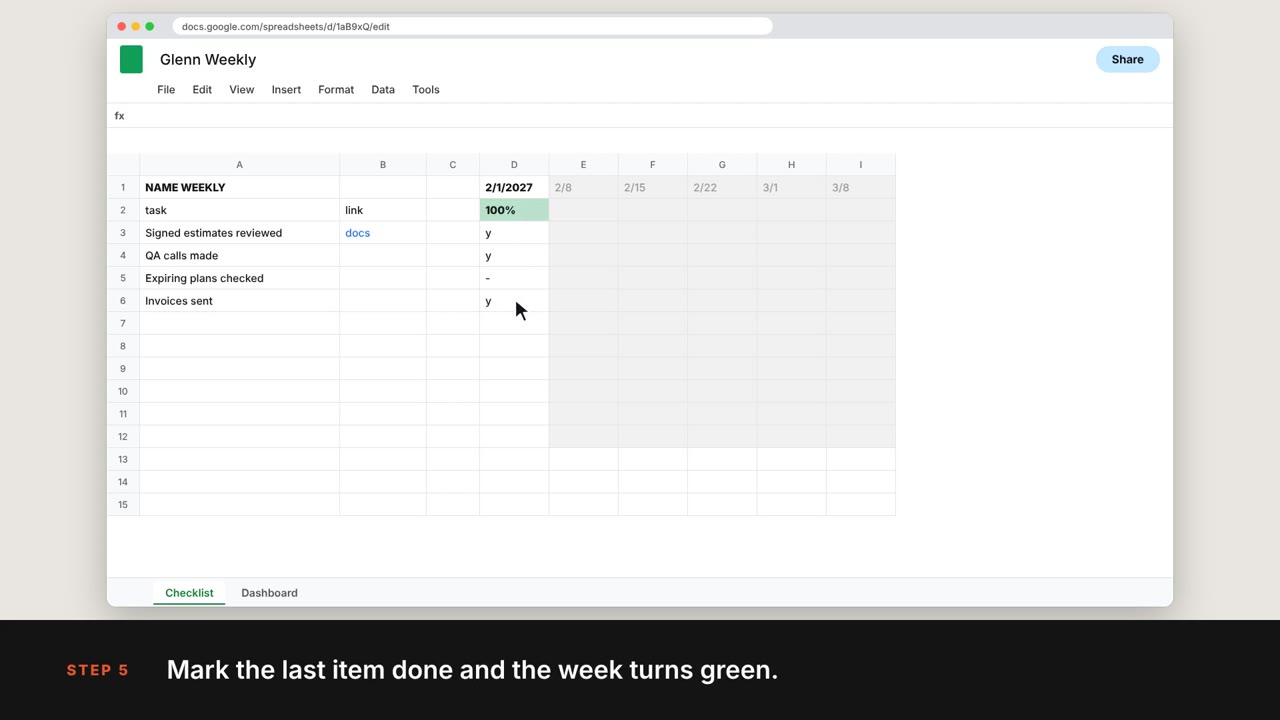 docs.google.com/spreadsheets/d/1aB9xQ/edit
Glenn Weekly
Share
File Edit View Insert Format Data Tools
fx
A B C D E F G H I
1 NAME WEEKLY 2/1/2027 2/8 2/15 2/22 3/1 3/8
2 task link 100%
3 Signed estimates reviewed docs y
4 QA calls made y
5 Expiring plans checked -
6 Invoices sent y
7
8
9
10
11
12
13
14
15
Checklist Dashboard
STEP 5 Mark the last item done and the week turns green.